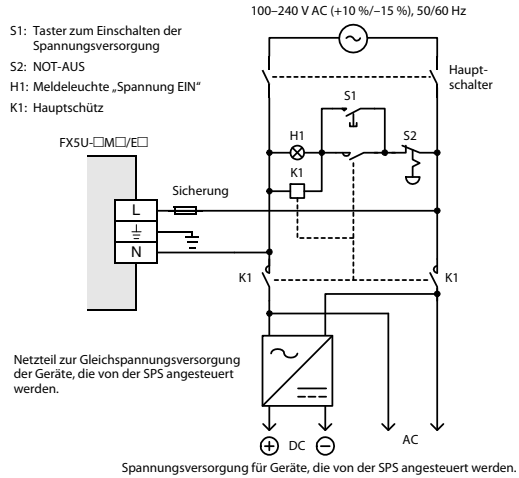 100–240 V AC (+10 %/–15 %), 50/60 Hz
S1: Taster zum Einschalten der
Spannungsversorgung
S2: NOT-AUS
H1: Meldeleuchte „Spannung EIN“
K1: Hauptschütz
Haupt-
schalter
S1
S2
H1
K1
FX5U-□M□/E□
Sicherung
L
N
K1
K1
Netzteil zur Gleichspannungsversorgung
der Geräte, die von der SPS angesteuert
werden.
DC
AC
Spannungsversorgung für Geräte, die von der SPS angesteuert werden.